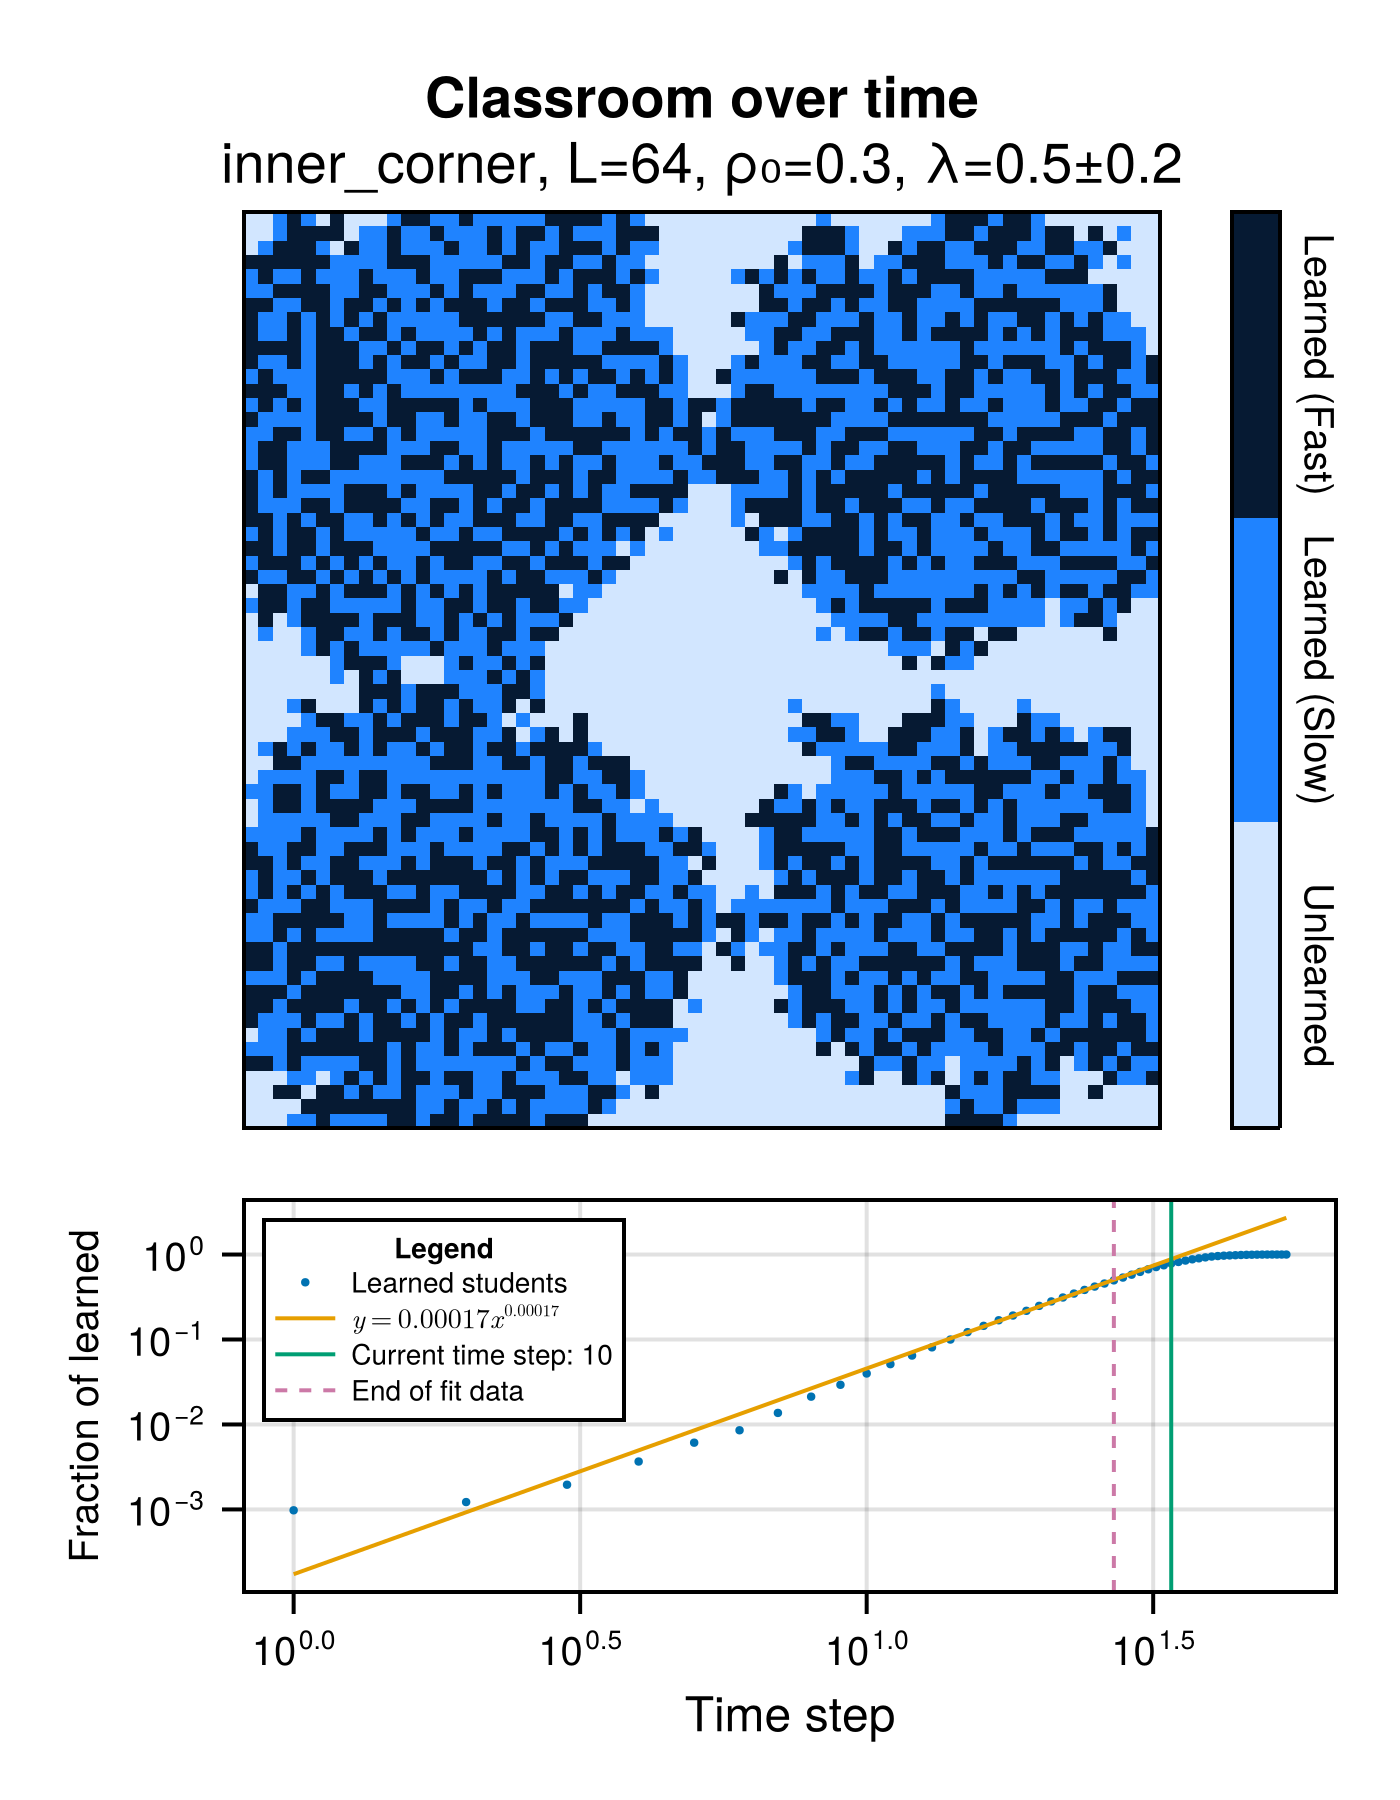 Classroom over time
inner_corner, L=64, ρ₀=0.3, λ=0.5±0.2
Learned (Fast)
Learned (Slow)
Unlearned
Fraction of learned
10⁰
10⁻¹
10⁻²
10⁻³
Legend
Learned students
y = 0.00017x^0.00017
Current time step: 10
End of fit data
10^0.0
10^0.5
10^1.0
10^1.5
Time step